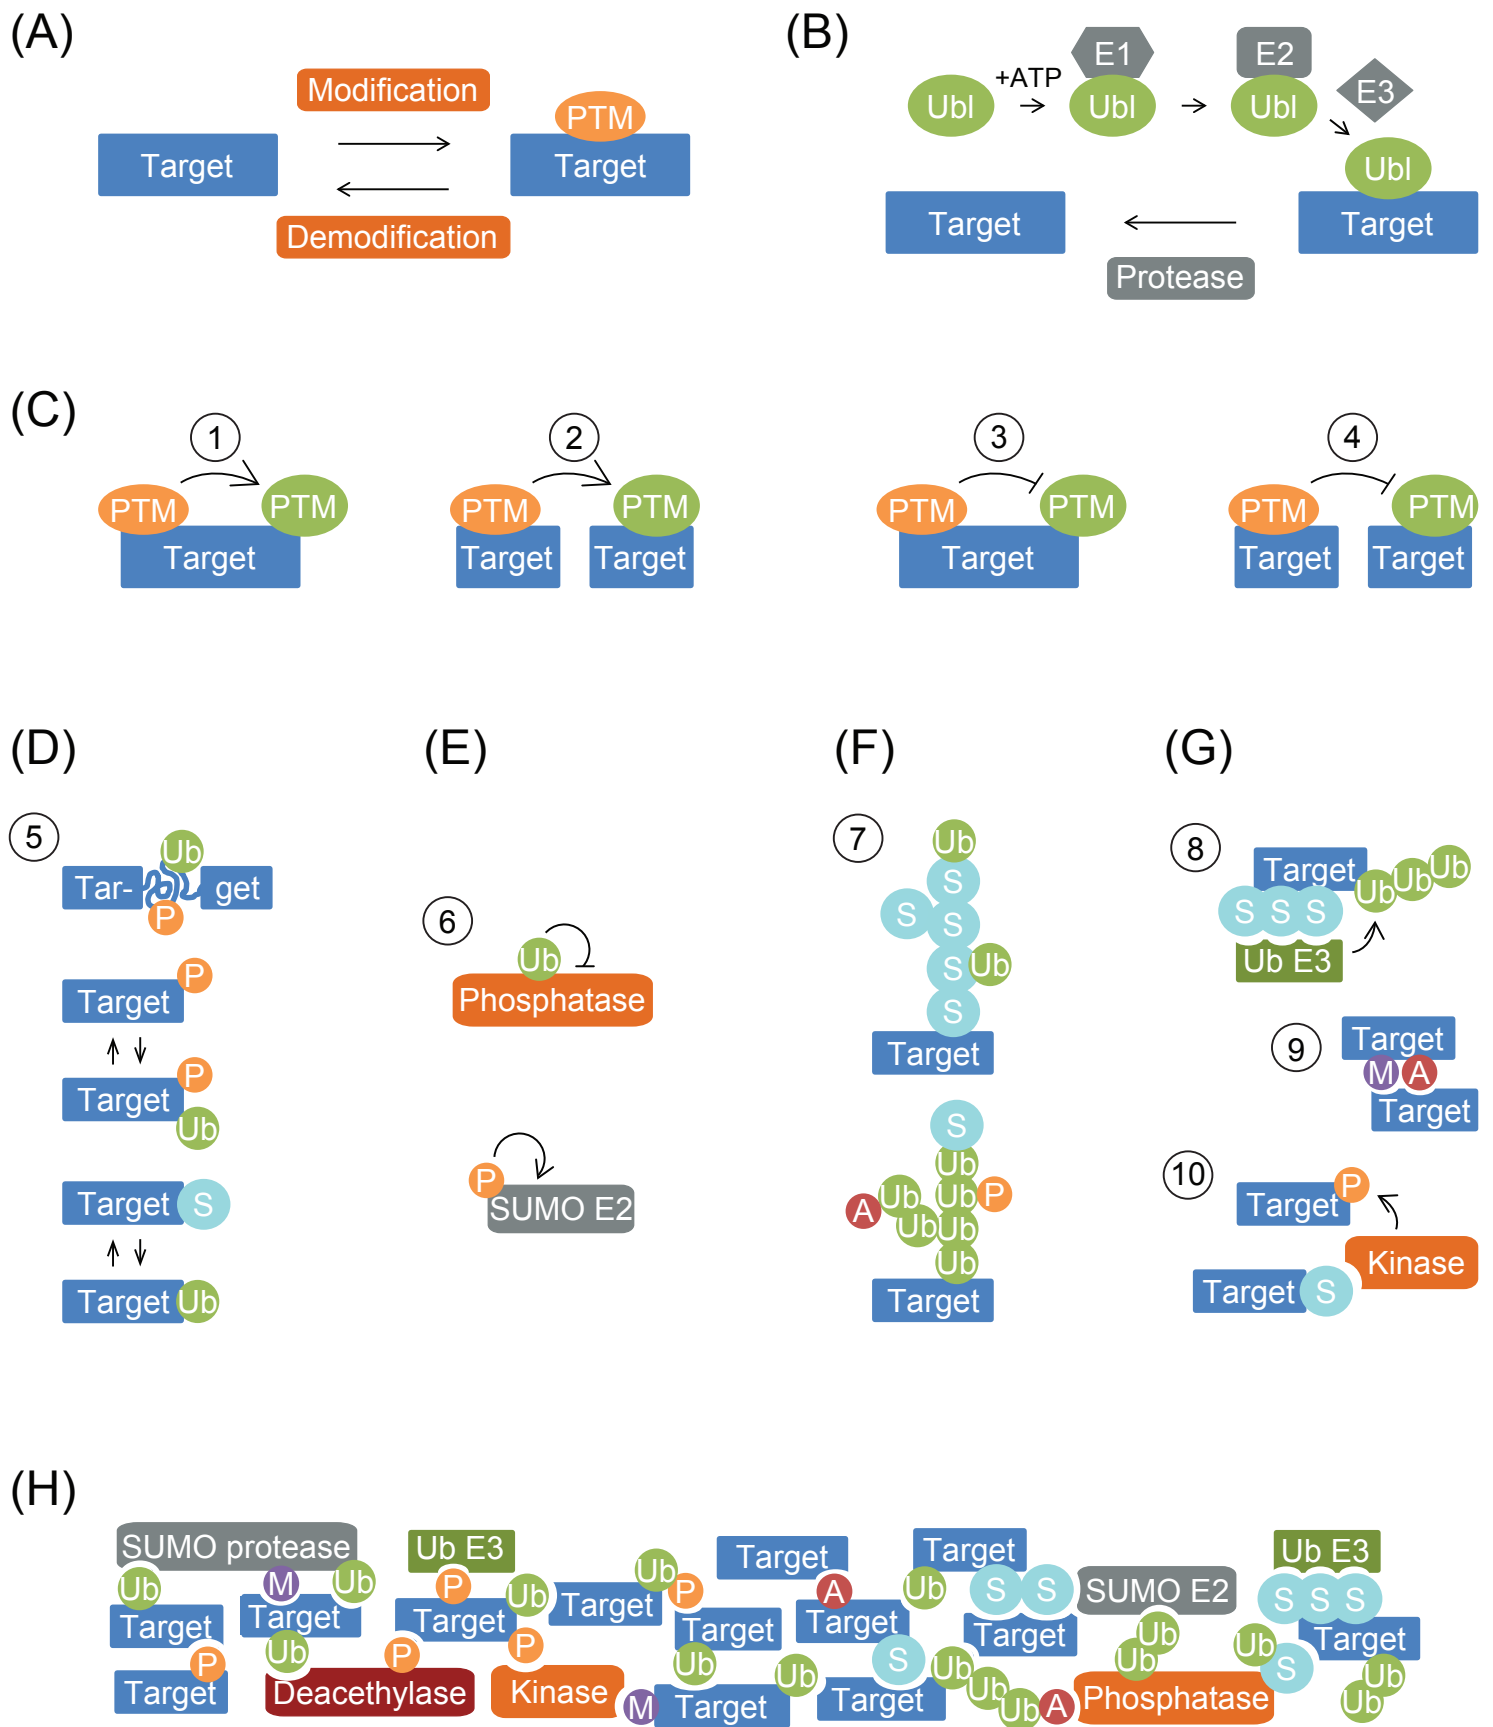 (A)
Modification
Target
PTM
Target
Demodification
(B)
Ubl
+ATP
E1
Ubl
E2
Ubl
E3
Ubl
Target
Target
Protease
(C)
1
PTM
PTM
Target
2
PTM
PTM
Target
Target
3
PTM
PTM
Target
4
PTM
PTM
Target
Target
(D)
5
Ub
Tar-
get
P
P
Target
P
Target
Ub
Target
S
Target
Ub
(E)
6
Ub
Phosphatase
P
SUMO E2
(F)
7
Ub
S
S
S
S
Ub
S
Target
S
Ub
A
Ub
Ub
P
Ub
Ub
Ub
Target
(G)
8
Target
Ub
Ub
Ub
S
S
S
Ub E3
9
Target
M
A
Target
10
P
Target
Kinase
Target
S
(H)
SUMO protease
Ub
M
Ub
Target
Target
Ub
P
Target
Deacethylase
Ub E3
P
Ub
Target
P
P
Kinase
Ub
P
Target
Target
Ub
M
Target
Target
A
Target
Ub
S
Target
Target
Ub
S
S
SUMO E2
Target
Ub
Ub
Ub
Ub
Ub
A
Phosphatase
Ub
S
Ub E3
S
S
S
Target
Ub
Ub